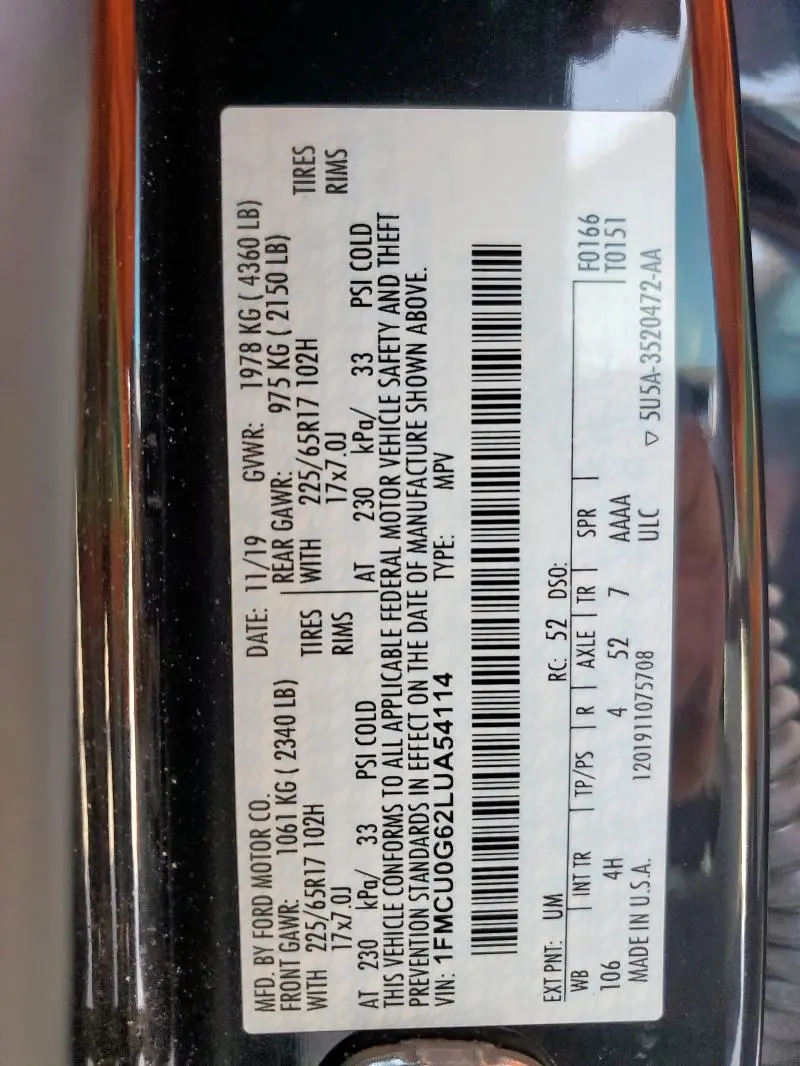 MFD. BY FORD MOTOR CO. DATE: 11/19 GVWR: 1978 KG ( 4360 LB)
FRONT GAWR: 1061 KG ( 2340 LB) REAR GAWR: 975 KG ( 2150 LB)
WITH 225/65R17 102H TIRES WITH 225/65R17 102H TIRES
17x7.0J RIMS 17x7.0J RIMS
AT 230 kPa/ 33 PSI COLD AT 230 kPa/ 33 PSI COLD
THIS VEHICLE CONFORMS TO ALL APPLICABLE FEDERAL MOTOR VEHICLE SAFETY AND THEFT
PREVENTION STANDARDS IN EFFECT ON THE DATE OF MANUFACTURE SHOWN ABOVE.
VIN: 1FMCU0G62LUA54114 TYPE: MPV
EXT PNT: UM RC: 52 DSO:
WB INT TR TP/PS R AXLE TR SPR F0166
106 4H 4 52 7 AAAA T0151
MADE IN U.S.A. 1201911075708 ULC ▽ 5U5A-3520472-AA